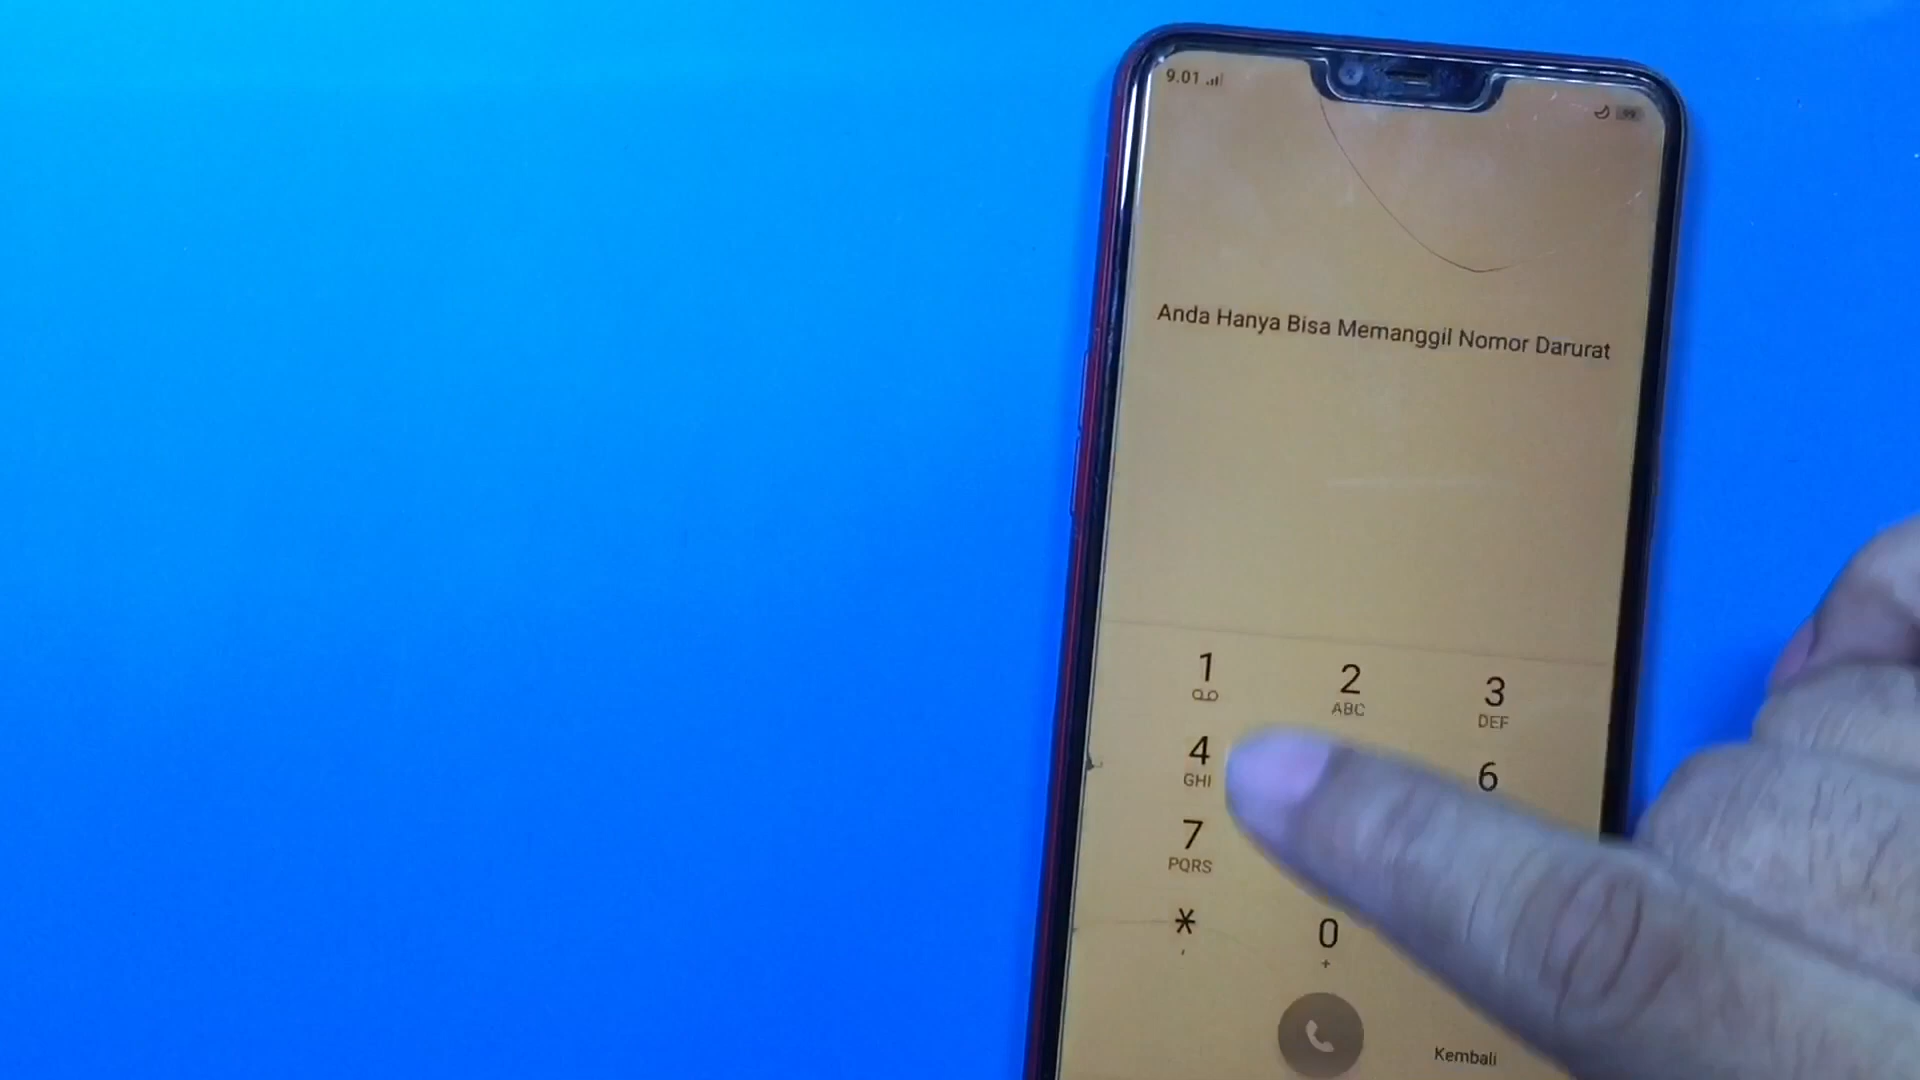 9.01
99
Anda Hanya Bisa Memanggil Nomor Darurat
1 2 3
ABC DEF
4 6
GHI
7
PQRS
* 0
, +
Kembali